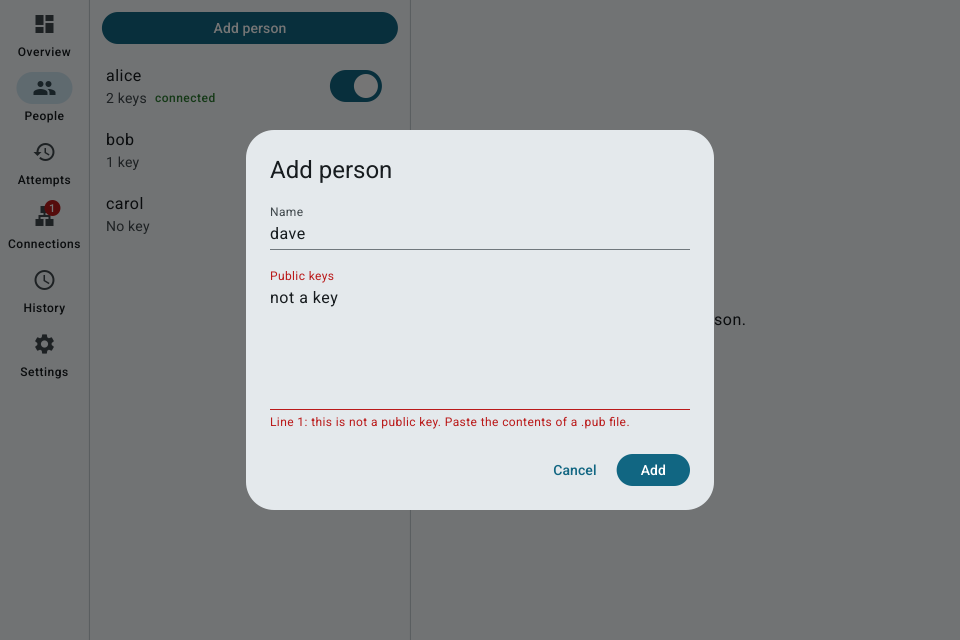 Overview
People
Attempts
1
Connections
History
Settings
Add person
alice
2 keys connected
bob
1 key
carol
No key
Add person
Name
dave
Public keys
not a key
Line 1: this is not a public key. Paste the contents of a .pub file.
Cancel
Add
son.